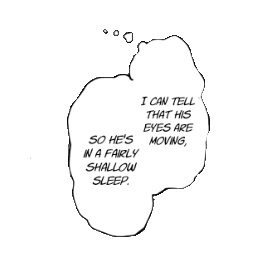 I CAN TELL
THAT HIS
EYES ARE
MOVING,
SO HE'S
IN A FAIRLY
SHALLOW
SLEEP.